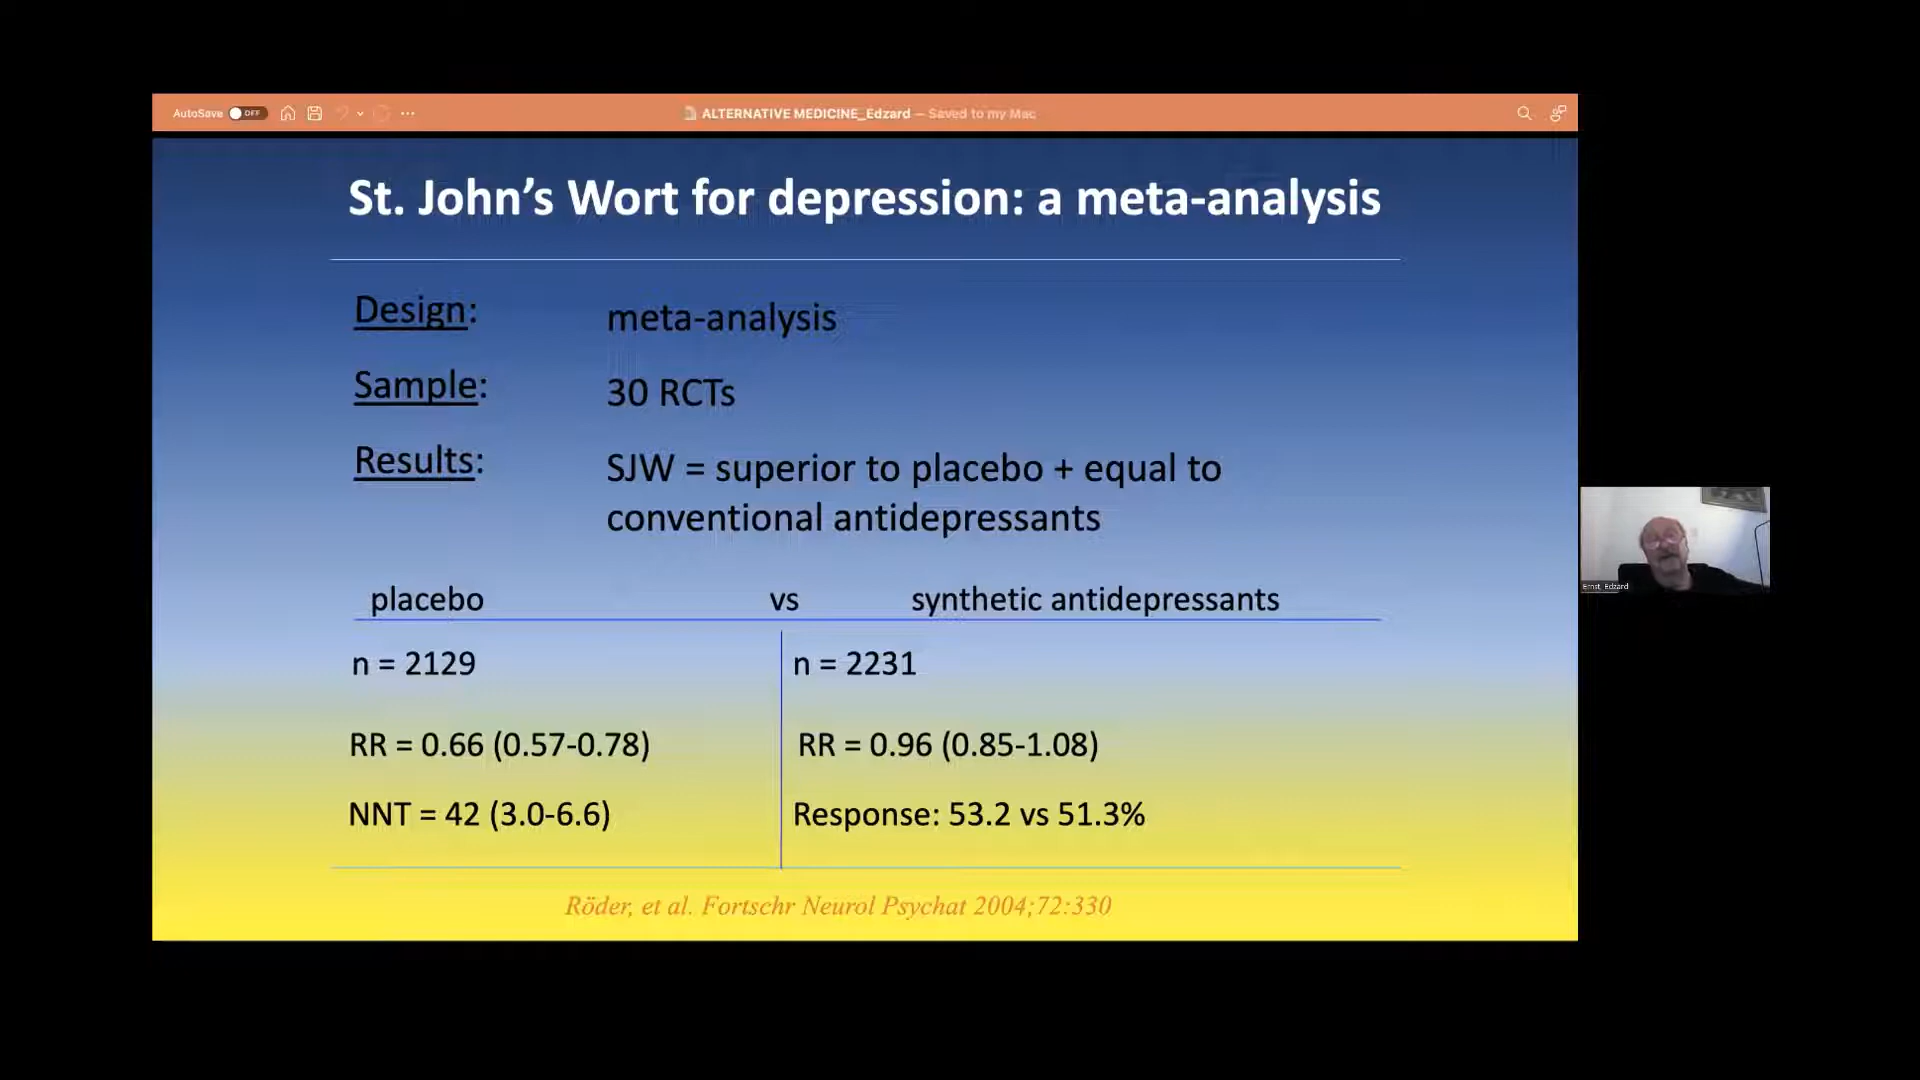 AutoSave OFF ALTERNATIVE MEDICINE_Edzard — Saved to my Mac
St. John’s Wort for depression: a meta-analysis
Design: meta-analysis
Sample: 30 RCTs
Results: SJW = superior to placebo + equal to
conventional antidepressants
placebo vs synthetic antidepressants
n = 2129 n = 2231
RR = 0.66 (0.57-0.78) RR = 0.96 (0.85-1.08)
NNT = 42 (3.0-6.6) Response: 53.2 vs 51.3%
Röder, et al. Fortschr Neurol Psychat 2004;72:330
Ernst, Edzard